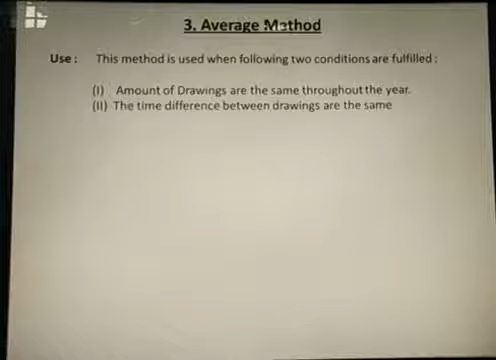 3. Average Method
Use : This method is used when following two conditions are fulfilled :
(I) Amount of Drawings are the same throughout the year.
(II) The time difference between drawings are the same